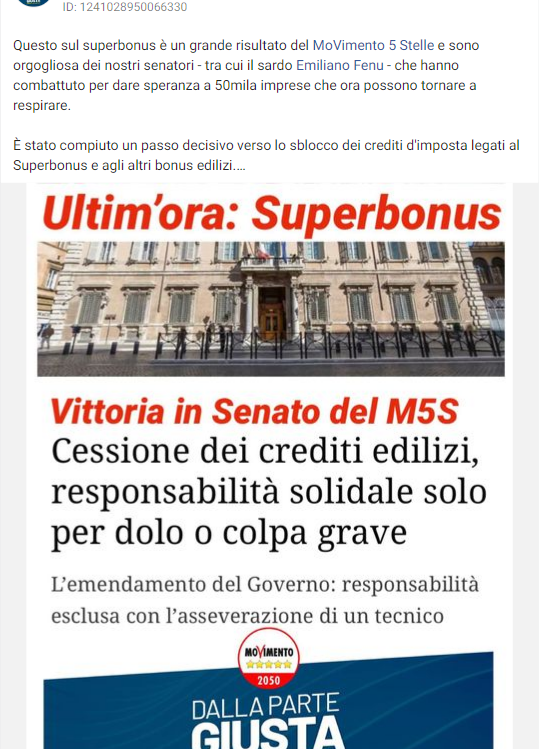 ID: 1241028950066330
Questo sul superbonus è un grande risultato del MoVimento 5 Stelle e sono
orgogliosa dei nostri senatori - tra cui il sardo Emiliano Fenu - che hanno
combattuto per dare speranza a 50mila imprese che ora possono tornare a
respirare.
È stato compiuto un passo decisivo verso lo sblocco dei crediti d'imposta legati al
Superbonus e agli altri bonus edilizi....
Ultim'ora: Superbonus
Vittoria in Senato del M5S
Cessione dei crediti edilizi,
responsabilità solidale solo
per dolo o colpa grave
L'emendamento del Governo: responsabilità
esclusa con l'asseverazione di un tecnico
MOVIMENTO
2050
DALLA PARTE
GIUSTA